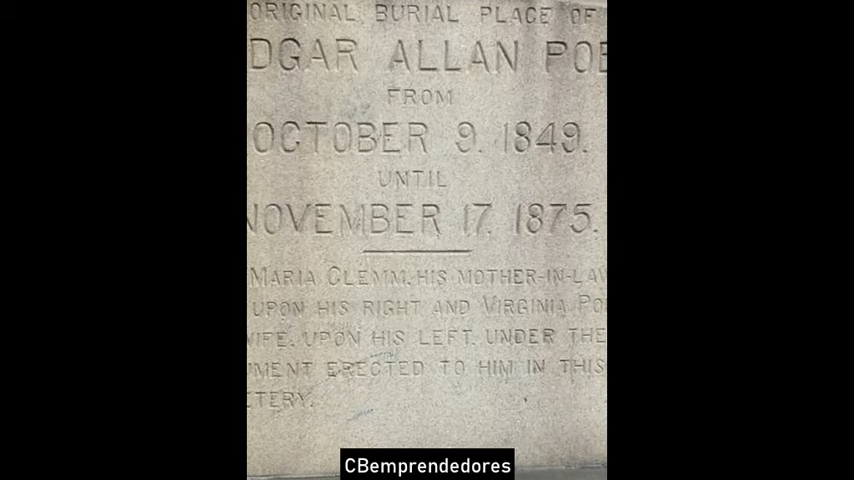 ORIGINAL BURIAL PLACE OF
DGAR ALLAN POE
FROM
OCTOBER 9. 1849.
UNTIL
NOVEMBER 17. 1875.
MARIA CLEMM, HIS MOTHER-IN-LAW
UPON HIS RIGHT AND VIRGINIA PO
WIFE, UPON HIS LEFT, UNDER THE
UMENT ERECTED TO HIM IN THIS
ETERY.
CBemprendedores